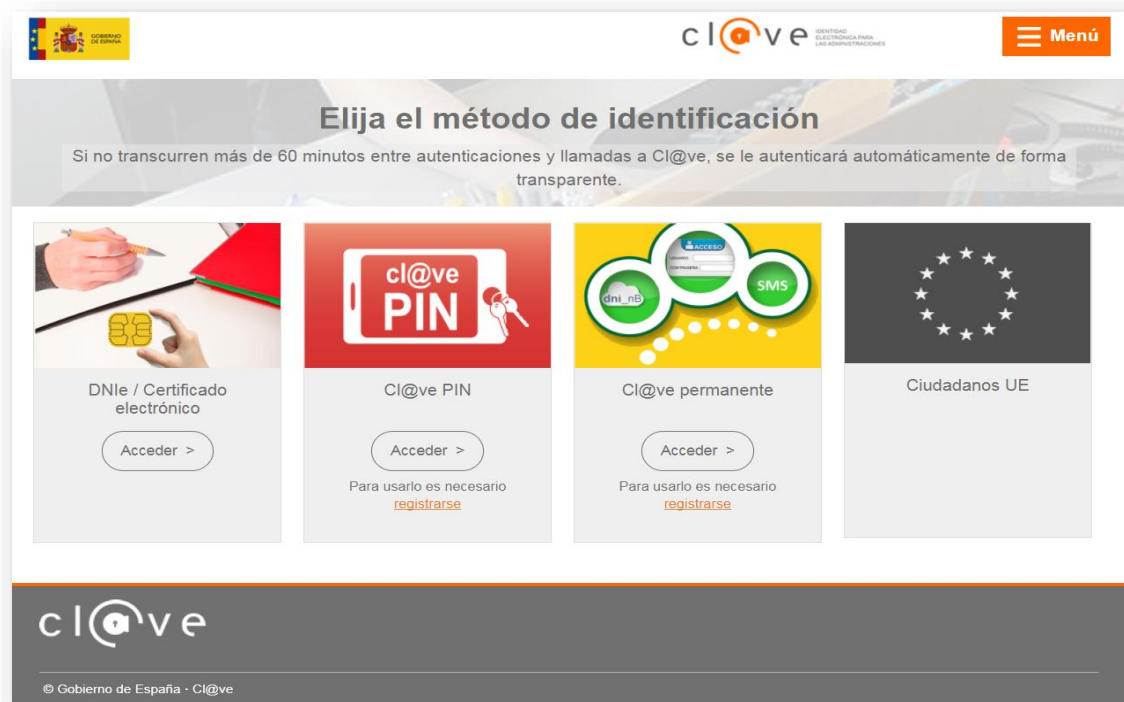 GOBIERNO
DE ESPAÑA
cl@ve
IDENTIDAD
ELECTRÓNICA PARA
LAS ADMINISTRACIONES
Menú
Elija el método de identificación
Si no transcurren más de 60 minutos entre autenticaciones y llamadas a Cl@ve, se le autenticará automáticamente de forma
transparente.
cl@ve
PIN
ACCESO
USUARIO
CONTRASEÑA
dni_nB
SMS
DNIe / Certificado
electrónico
Acceder >
Cl@ve PIN
Acceder >
Para usarlo es necesario
registrarse
Cl@ve permanente
Acceder >
Para usarlo es necesario
registrarse
Ciudadanos UE
cl@ve
© Gobierno de España · Cl@ve